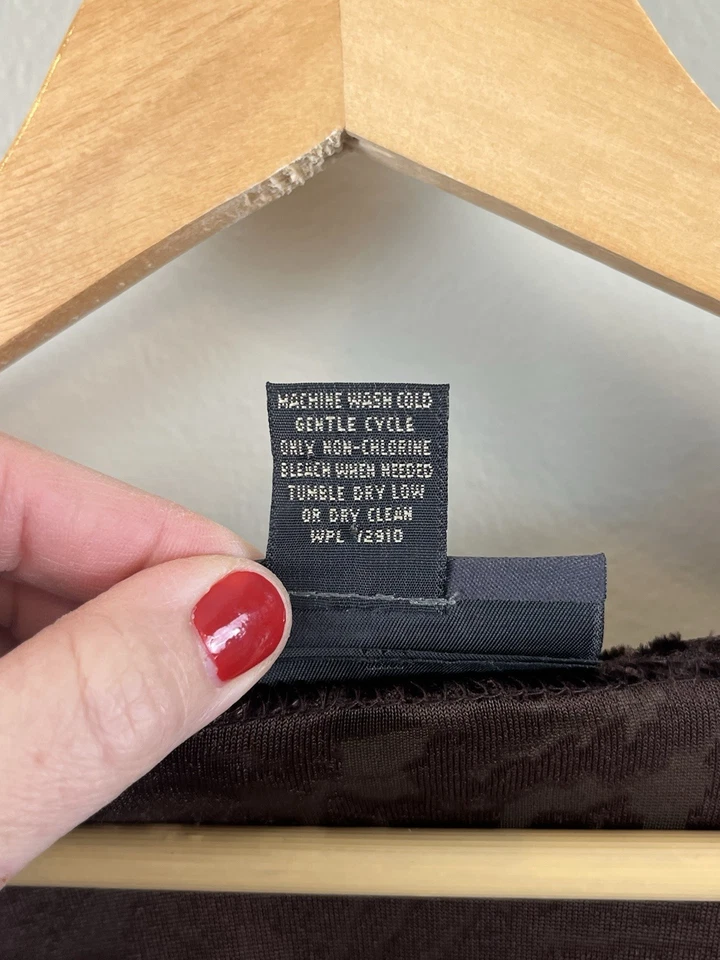 MACHINE WASH COLD
GENTLE CYCLE
ONLY NON-CHLORINE
BLEACH WHEN NEEDED
TUMBLE DRY LOW
OR DRY CLEAN
WPL 12910